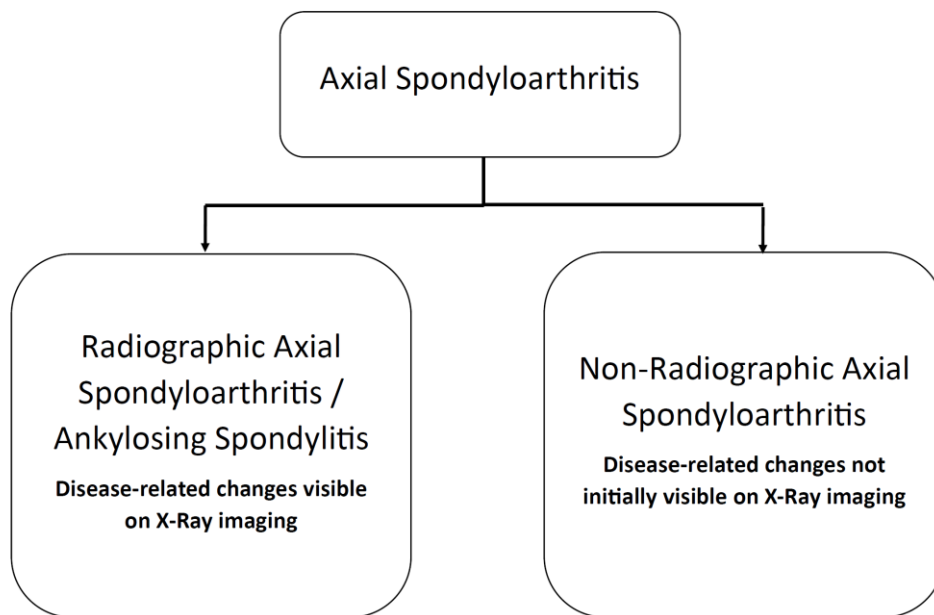 Axial Spondyloarthritis
Radiographic Axial
Spondyloarthritis /
Ankylosing Spondylitis
Disease-related changes visible
on X-Ray imaging
Non-Radiographic Axial
Spondyloarthritis
Disease-related changes not
initially visible on X-Ray imaging